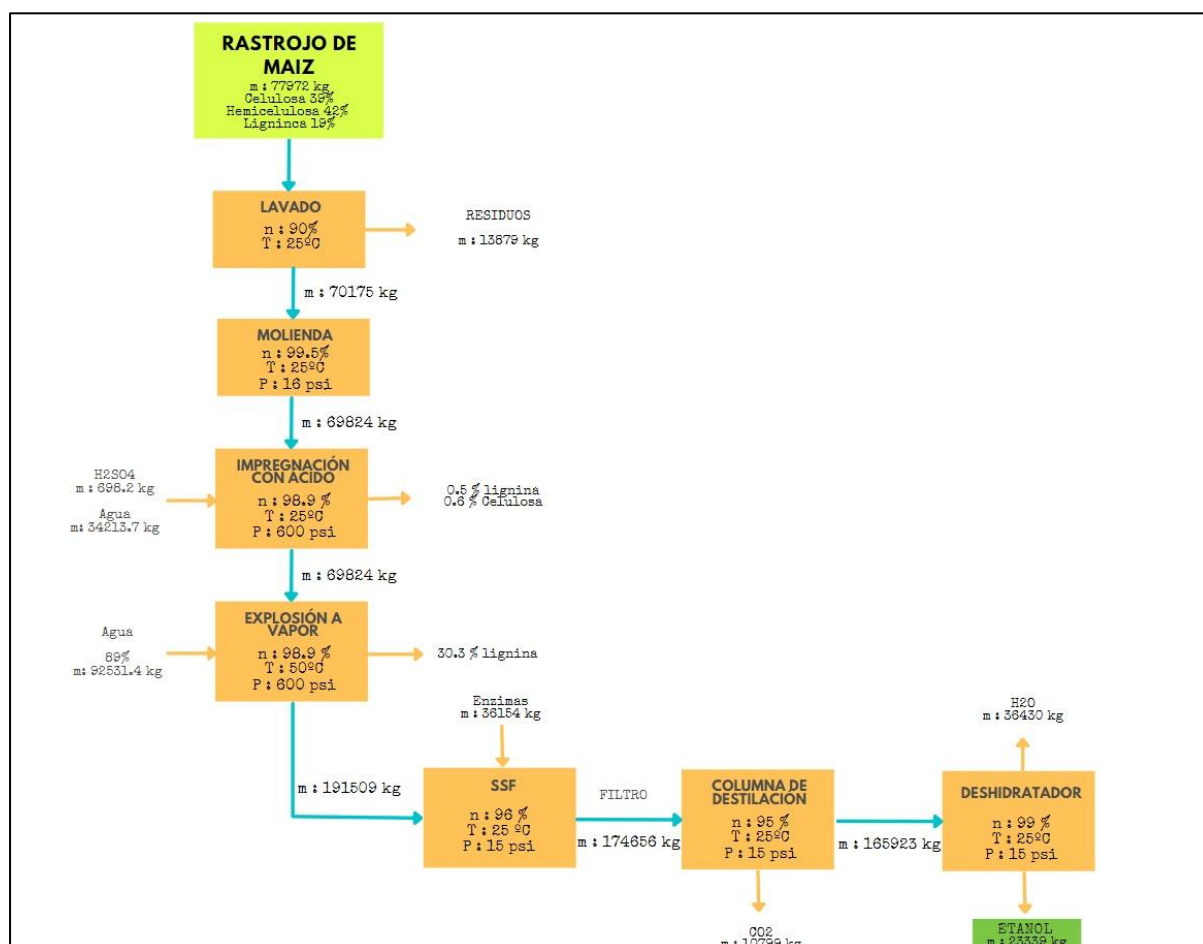 RASTROJO DE
MAIZ
m:77972 kg
Celulosa 39%
Hemicelulosa 42%
Ligninca 19%
LAVADO
n:90%
T:25ºC
RESIDUOS
m:13879 kg
m:70175 kg
MOLIENDA
n:99.5%
T:25ºC
P:16 psi
m:69824 kg
H2SO4
m:698.2 kg
Agua
m:34213.7 kg
IMPREGNACIÓN
CON ACIDO
n:98.9 %
T:25ºC
P:600 psi
0.5 % lignina
0.6 % Celulosa
m:69824 kg
Agua
89%
m:92531.4 kg
EXPLOSIÓN A
VAPOR
n:98.9 %
T:50ºC
P:600 psi
30.3 % lignina
m:191509 kg
Enzimas
m:36154 kg
SSF
n:96 %
T:25 ºC
P:15 psi
FILTRO
m:174656 kg
COLUMNA DE
DESTILACIÓN
n:95 %
T:25ºC
P:15 psi
m:165923 kg
H2O
m:36430 kg
DESHIDRATADOR
n:99 %
T:25ºC
P:15 psi
CO2
m:10799 kg
ETANOL
m:23339 kg